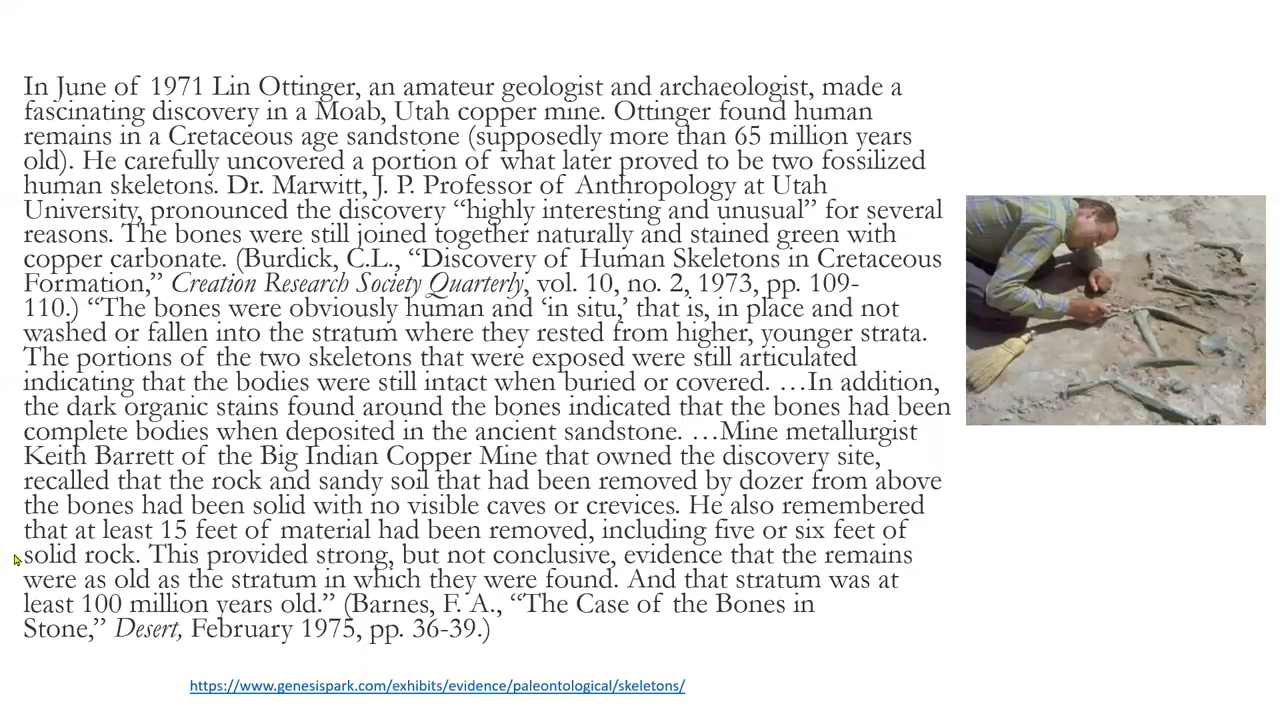 In June of 1971 Lin Ottinger, an amateur geologist and archaeologist, made a
fascinating discovery in a Moab, Utah copper mine. Ottinger found human
remains in a Cretaceous age sandstone (supposedly more than 65 million years
old). He carefully uncovered a portion of what later proved to be two fossilized
human skeletons. Dr. Marwitt, J. P. Professor of Anthropology at Utah
University, pronounced the discovery “highly interesting and unusual” for several
reasons. The bones were still joined together naturally and stained green with
copper carbonate. (Burdick, C.L., “Discovery of Human Skeletons in Cretaceous
Formation,” Creation Research Society Quarterly, vol. 10, no. 2, 1973, pp. 109-
110.) “The bones were obviously human and ‘in situ,’ that is, in place and not
washed or fallen into the stratum where they rested from higher, younger strata.
The portions of the two skeletons that were exposed were still articulated
indicating that the bodies were still intact when buried or covered. …In addition,
the dark organic stains found around the bones indicated that the bones had been
complete bodies when deposited in the ancient sandstone. …Mine metallurgist
Keith Barrett of the Big Indian Copper Mine that owned the discovery site,
recalled that the rock and sandy soil that had been removed by dozer from above
the bones had been solid with no visible caves or crevices. He also remembered
that at least 15 feet of material had been removed, including five or six feet of
solid rock. This provided strong, but not conclusive, evidence that the remains
were as old as the stratum in which they were found. And that stratum was at
least 100 million years old.” (Barnes, F. A., “The Case of the Bones in
Stone,” Desert, February 1975, pp. 36-39.)
https://www.genesispark.com/exhibits/evidence/paleontological/skeletons/